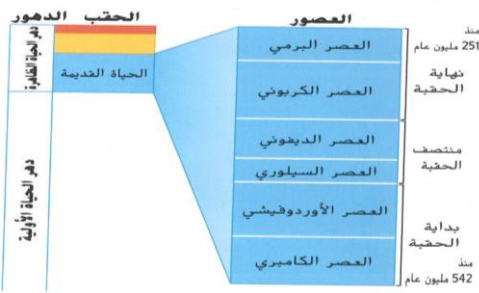 العصور
الحقب
الدهور
منذ
251 مليون عام
العصر البرمي
العصر الكربوني
نهاية
الحقبة
العصر الديفوني
العصر السيلوري
منتصف
الحقبة
العصر الأوردوفيشي
العصر الكامبري
بداية
الحقبة
منذ
542 مليون عام
الحياة القديمة
دهر الحياة الظاهرة
دهر الحياة الأولية